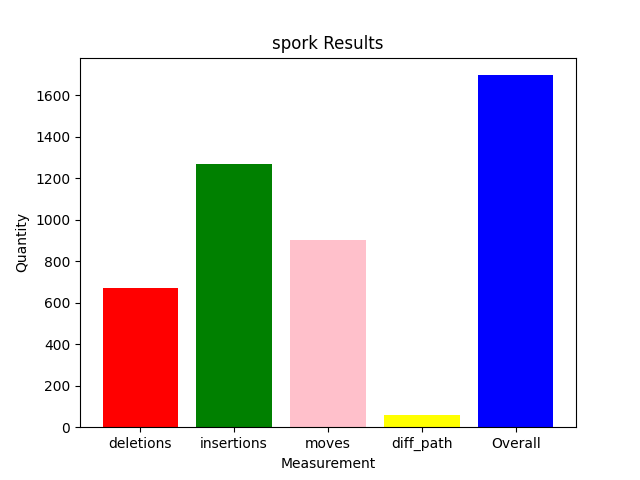 spork Results
Quantity
1600
1400
1200
1000
800
600
400
200
0
deletions insertions moves diff_path Overall
Measurement